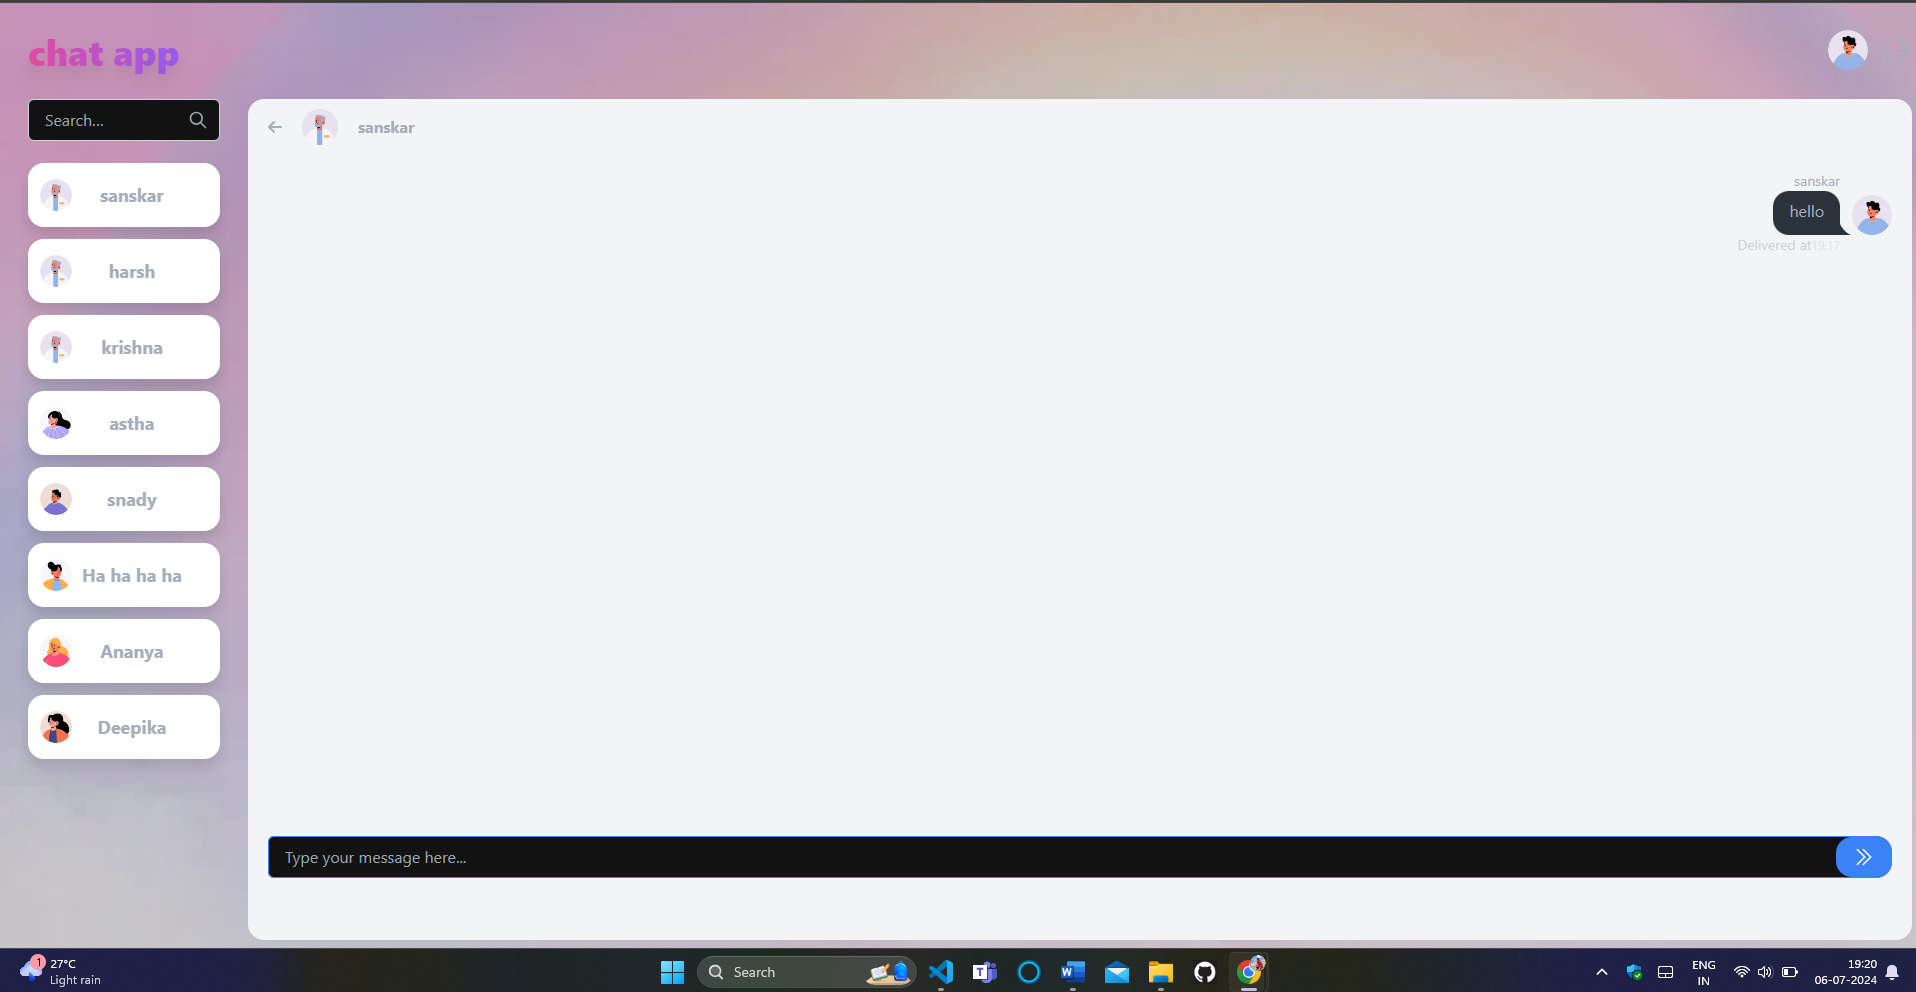 chat app
Search...
sanskar
harsh
krishna
astha
snady
Ha ha ha ha
Ananya
Deepika
sanskar
sanskar
hello
Delivered at19:17
Type your message here...
1
27°C
Light rain
Search
ENG
IN
19:20
06-07-2024